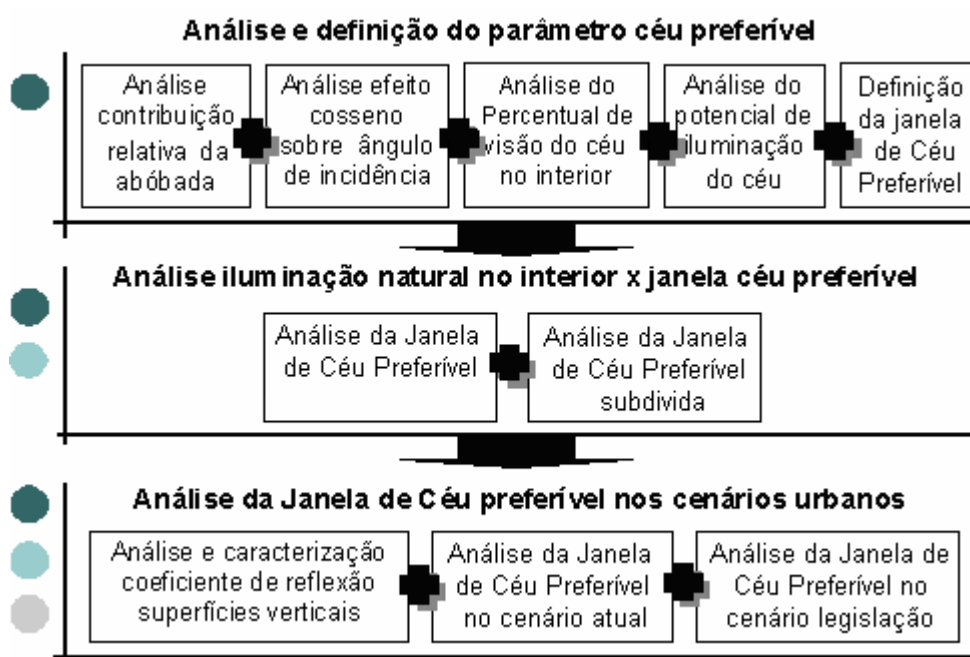 Análise e definição do parâmetro céu preferível
Análise
contribuição
relativa da
abóbada
Análise efeito
cosseno
sobre ângulo
de incidência
Análise do
Percentual de
visão do céu
no interior
Análise do
potencial de
iluminação
do céu
Definição
da janela
de Céu
Preferível
Análise iluminação natural no interior x janela céu preferível
Análise da Janela
de Céu Preferível
Análise da Janela
de Céu Preferível
subdivida
Análise da Janela de Céu preferível nos cenários urbanos
Análise e caracterização
coeficiente de reflexão
superfícies verticais
Análise da Janela
de Céu Preferível
no cenário atual
Análise da Janela de
Céu Preferível no
cenário legislação